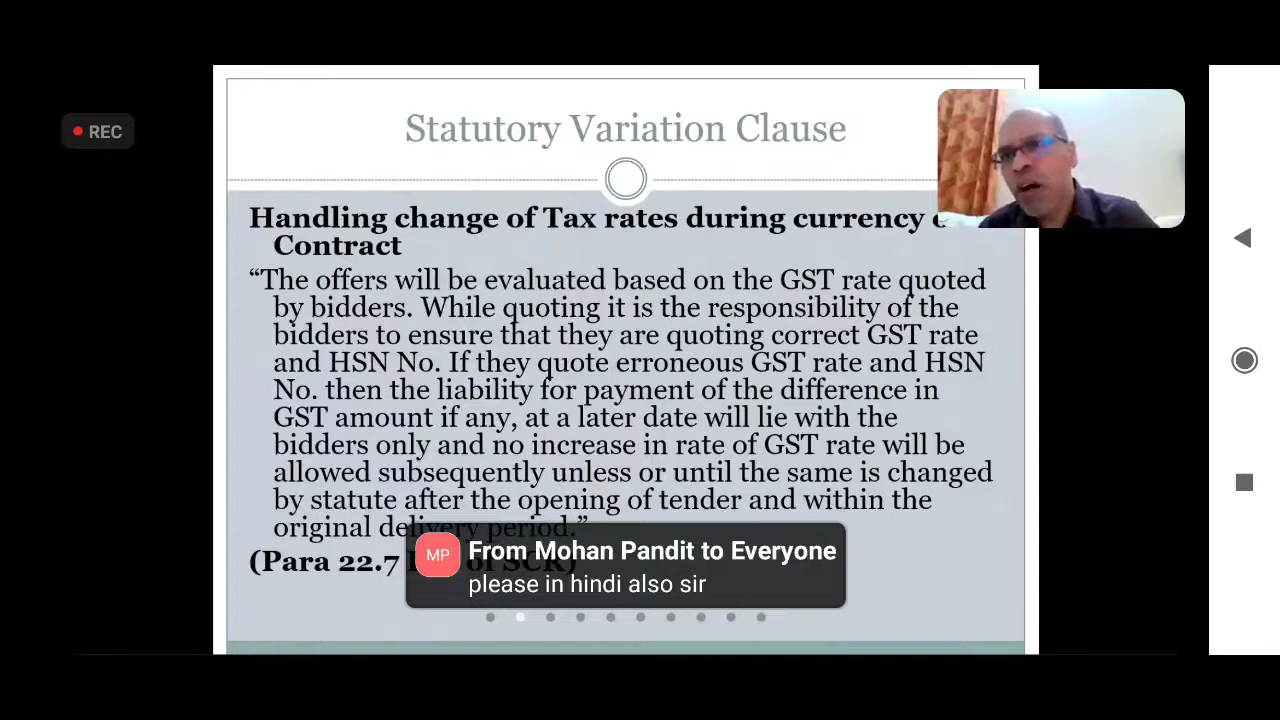 REC
Statutory Variation Clause
Handling change of Tax rates during currency
Contract
“The offers will be evaluated based on the GST rate quoted
by bidders. While quoting it is the responsibility of the
bidders to ensure that they are quoting correct GST rate
and HSN No. If they quote erroneous GST rate and HSN
No. then the liability for payment of the difference in
GST amount if any, at a later date will lie with the
bidders only and no increase in rate of GST rate will be
allowed subsequently unless or until the same is changed
by statute after the opening of tender and within the
original delivery period.”
(Para 22.7 of SCK)
MP
From Mohan Pandit to Everyone
please in hindi also sir